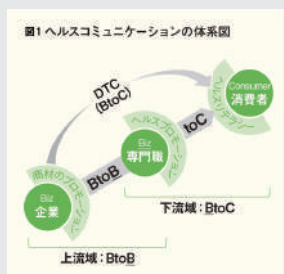 図1 ヘルスコミュニケーションの体系図
DTC
(BtoC)
Consumer
消費者
ヘルスリテラシー
toC
ヘルスプロモーション
Biz
専門職
BtoB
商材のプロモーション
Biz
企業
下流域：BtoC
上流域：BtoB